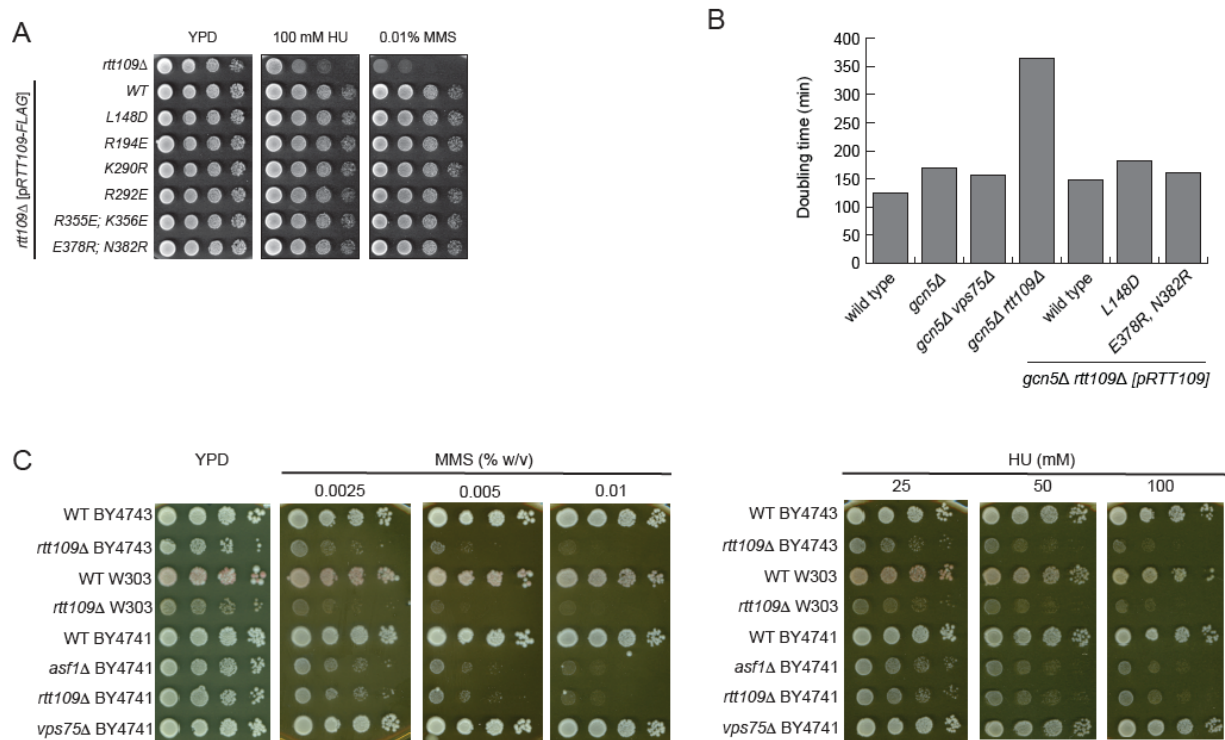 A
YPD 100 mM HU 0.01% MMS
rtt109Δ
WT
L148D
R194E
K290R
R292E
R355E; K356E
E378R; N382R
rtt109Δ [pRTT109-FLAG]
B
Doubling time (min)
400
350
300
250
200
150
100
50
0
wild type
gcn5Δ
gcn5Δ vps75Δ
gcn5Δ rtt109Δ
wild type
L148D
E378R, N382R
gcn5Δ rtt109Δ [pRTT109]
C
YPD MMS (% w/v)
0.0025 0.005 0.01
WT BY4743
rtt109Δ BY4743
WT W303
rtt109Δ W303
WT BY4741
asf1Δ BY4741
rtt109Δ BY4741
vps75Δ BY4741
HU (mM)
25 50 100
WT BY4743
rtt109Δ BY4743
WT W303
rtt109Δ W303
WT BY4741
asf1Δ BY4741
rtt109Δ BY4741
vps75Δ BY4741